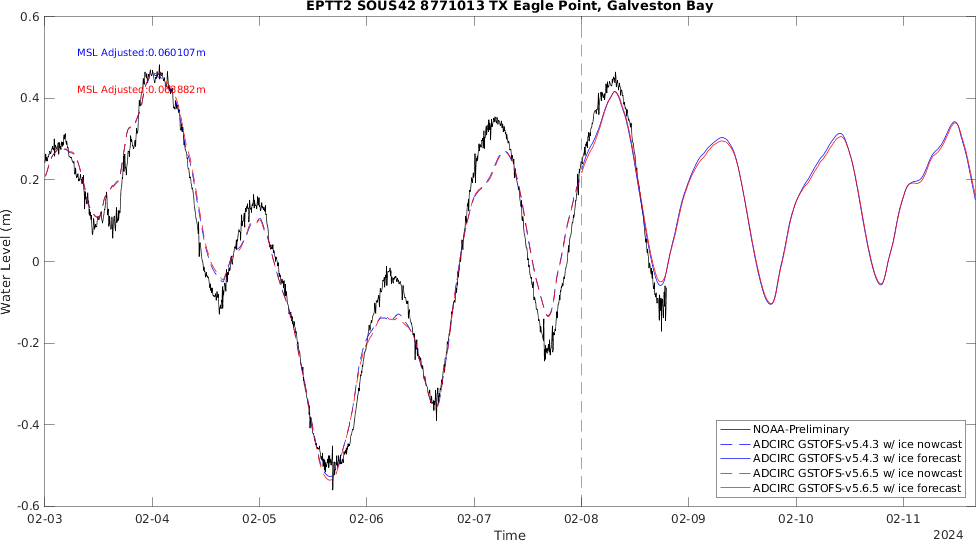 EPTT2 SOUS42 8771013 TX Eagle Point, Galveston Bay
0.6
MSL Adjusted:0.060107m
MSL Adjusted:
0.4
0.2
0
-0.2
-0.4
-0.6
Water Level (m)
NOAA-Preliminary
ADCIRC GSTOFS-v5.4.3 w/ ice nowcast
ADCIRC GSTOFS-v5.4.3 w/ ice forecast
ADCIRC GSTOFS-v5.6.5 w/ ice nowcast
ADCIRC GSTOFS-v5.6.5 w/ ice forecast
02-03 02-04 02-05 02-06 02-07 02-08 02-09 02-10 02-11
Time
2024